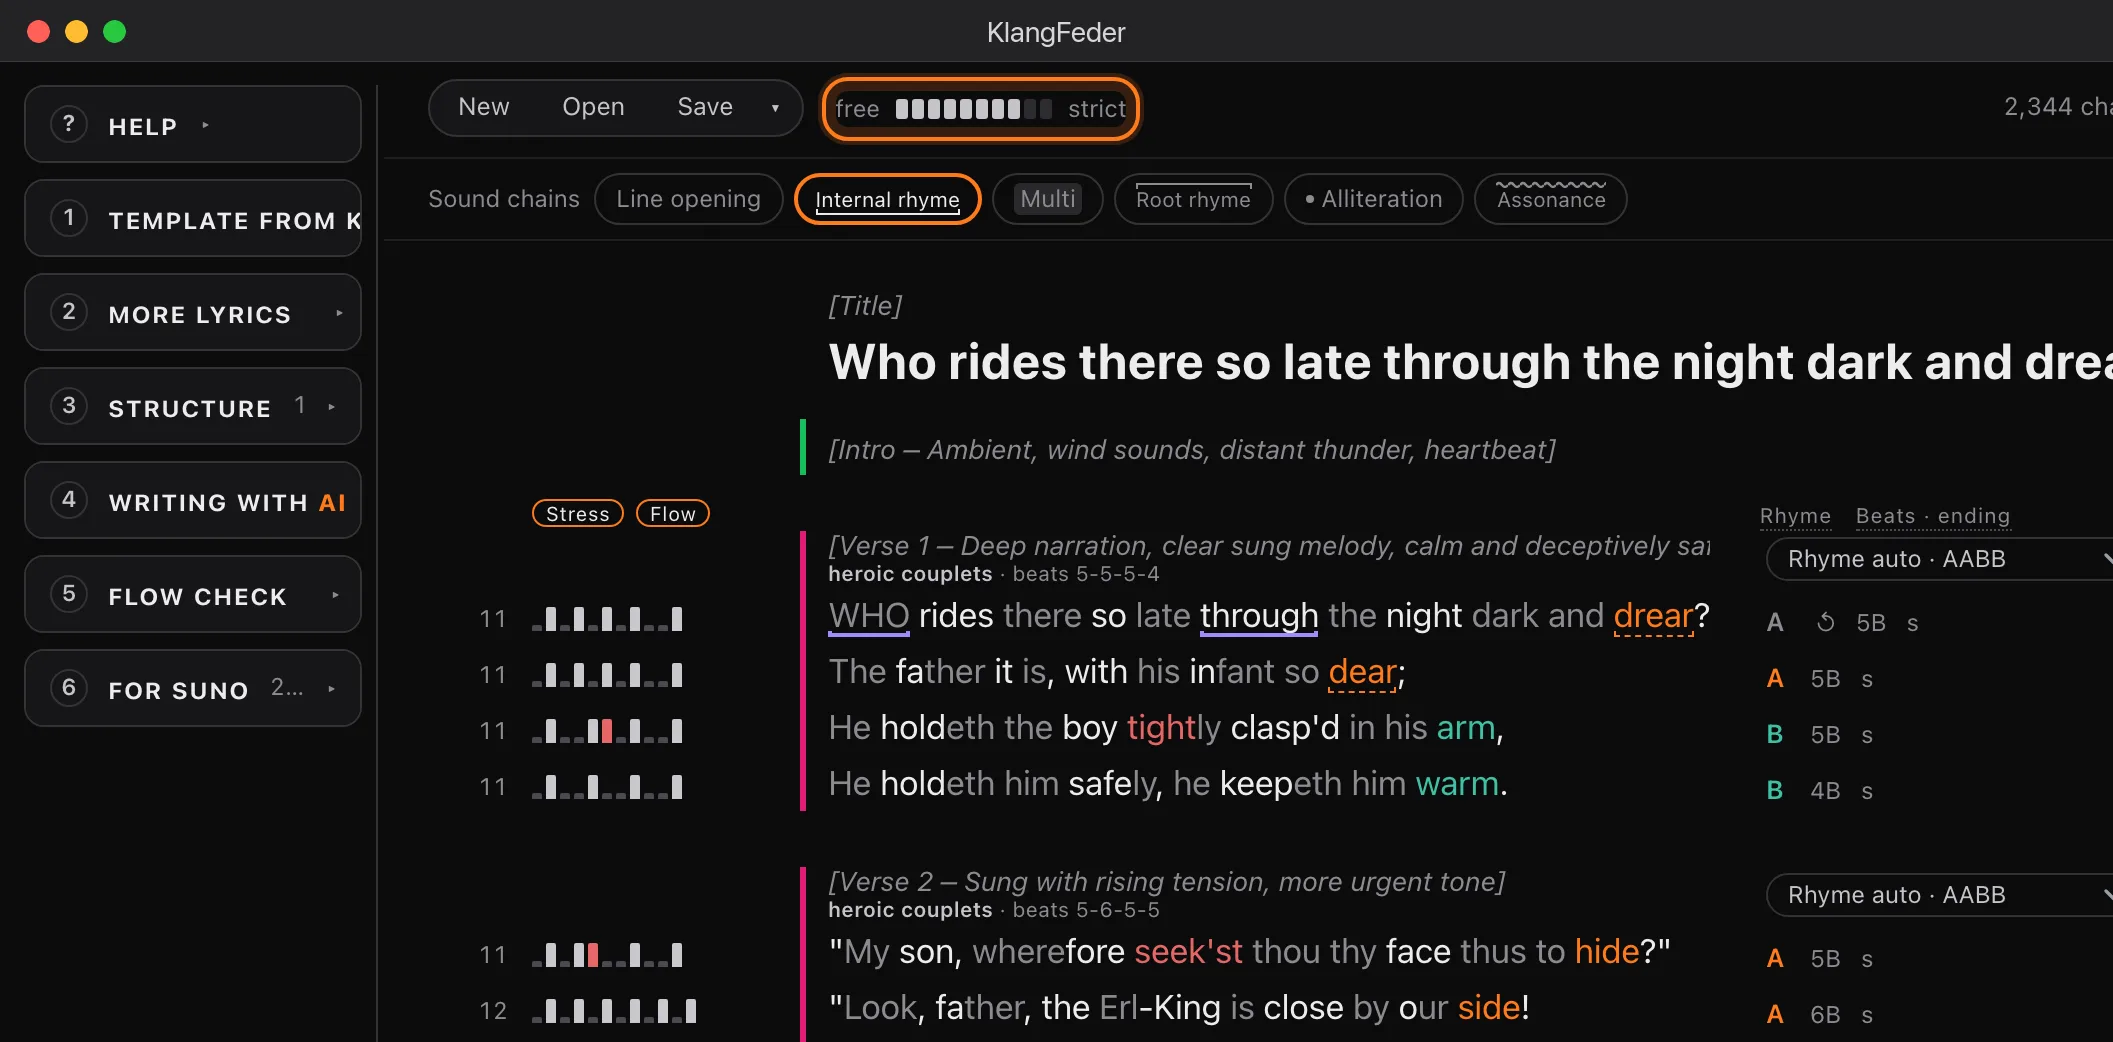 KlangFeder
? HELP
1 TEMPLATE FROM K
2 MORE LYRICS
3 STRUCTURE 1
4 WRITING WITH AI
5 FLOW CHECK
6 FOR SUNO 2...
New Open Save
free strict
2,344 cha
Sound chains Line opening Internal rhyme Multi Root rhyme • Alliteration Assonance
[Title]
Who rides there so late through the night dark and drea
[Intro – Ambient, wind sounds, distant thunder, heartbeat]
Stress Flow
Rhyme Beats · ending
[Verse 1 – Deep narration, clear sung melody, calm and deceptively saf
heroic couplets · beats 5-5-5-4
Rhyme auto · AABB
11 WHO rides there so late through the night dark and drear? A 5B s
11 The father it is, with his infant so dear; A 5B s
11 He holdeth the boy tightly clasp'd in his arm, B 5B s
11 He holdeth him safely, he keepeth him warm. B 4B s
[Verse 2 – Sung with rising tension, more urgent tone]
heroic couplets · beats 5-6-5-5
Rhyme auto · AABB
11 "My son, wherefore seek'st thou thy face thus to hide?" A 5B s
12 "Look, father, the Erl-King is close by our side! A 6B s